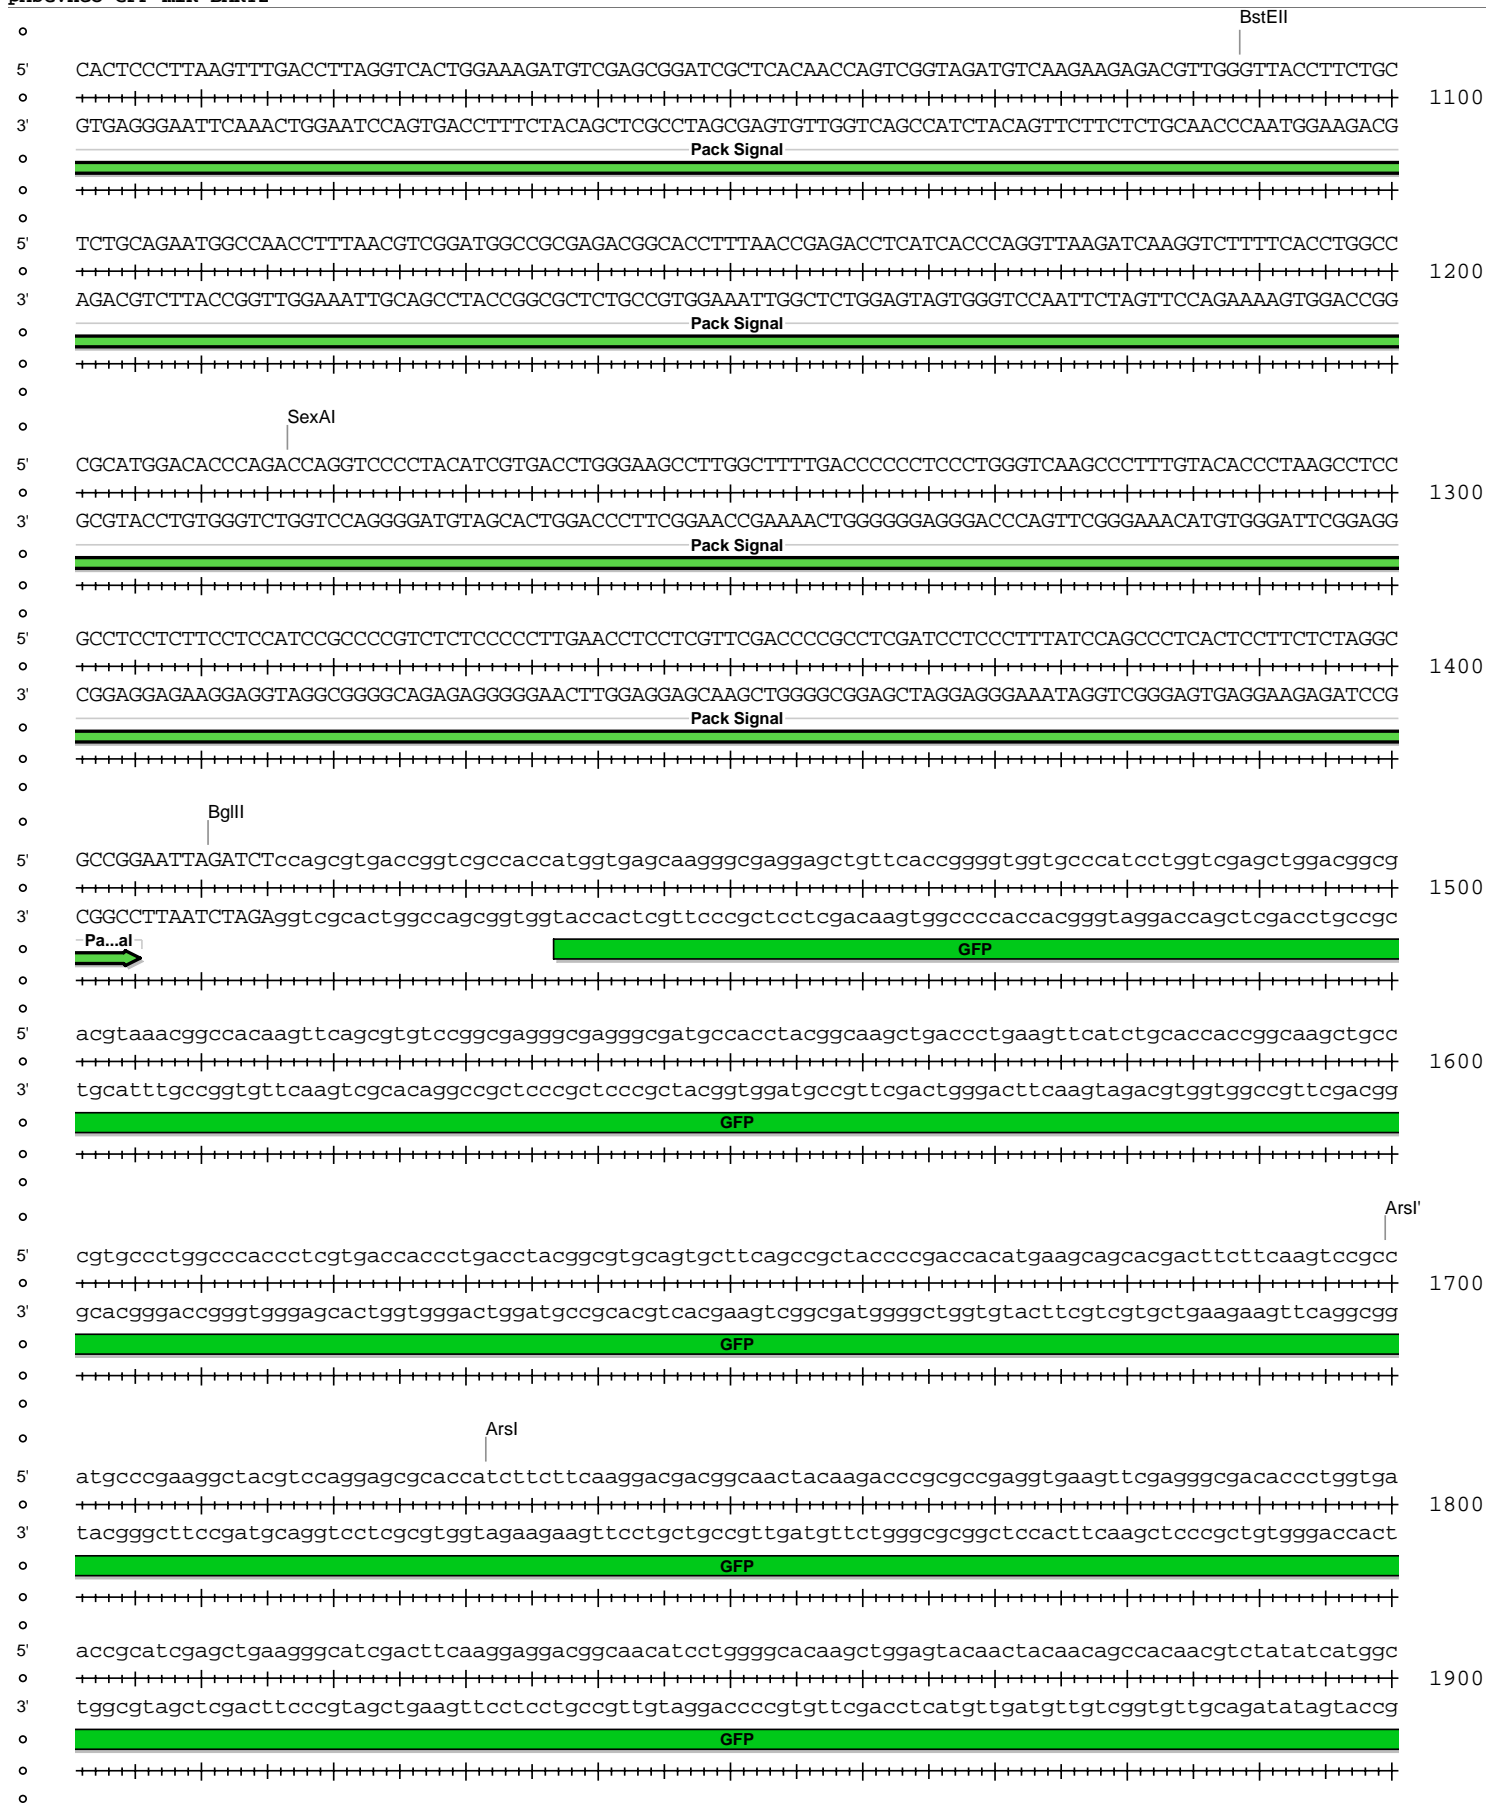 BstEII
5' CACTCCCTTAAGTTTGACCTTAGGTCACTGGAAAGATGTCGAGCGGATCGCTCACAACCAGTCGGTAGATGTCAAGAAGAGACGTTGGGTTACCTTCTGC
1100
3' GTGAGGGAATTCAAACTGGAATCCAGTGACCTTTCTACAGCTCGCCTAGCGAGTGTTGGTCAGCCATCTACAGTTCTTCTCTGCAACCCAATGGAAGACG
Pack Signal
5' TCTGCAGAATGGCCAACCTTTAACGTCGGATGGCCGCGAGACGGCACCTTTAACCGAGACCTCATCACCCAGGTTAAGATCAAGGTCTTTTCACCTGGCC
1200
3' AGACGTCTTACCGGTTGGAAATTGCAGCCTACCGGCGCTCTGCCGTGGAAATTGGCTCTGGAGTAGTGGGTCCAATTCTAGTTCCAGAAAAGTGGACCGG
Pack Signal
SexAI
5' CGCATGGACACCCAGACCAGGTCCCCTACATCGTGACCTGGGAAGCCTTGGCTTTTGACCCCCCTCCCTGGGTCAAGCCCTTTGTACACCCTAAGCCTCC
1300
3' GCGTACCTGTGGGTCTGGTCCAGGGGATGTAGCACTGGACCCTTCGGAACCGAAAACTGGGGGGAGGGACCCAGTTCGGGAAACATGTGGGATTCGGAGG
Pack Signal
5' GCCTCCTCTTCCTCCATCCGCCCCGTCTCTCCCCCTTGAACCTCCTCGTTCGACCCCGCCTCGATCCTCCCTTTATCCAGCCCTCACTCCTTCTCTAGGC
1400
3' CGGAGGAGAAGGAGGTAGGCGGGGCAGAGAGGGGGAACTTGGAGGAGCAAGCTGGGGCGGAGCTAGGAGGGAAATAGGTCGGGAGTGAGGAAGAGATCCG
Pack Signal
BglII
5' GCCGGAATTAGATCTccagcgtgaccggtcgccaccatggtgagcaagggcgaggagctgttcaccggggtggtgcccatcctggtcgagctggacggcg
1500
3' CGGCCTTAATCTAGAggtcgcactggccagcggtggtaccactcgttcccgctcctcgacaagtggccccaccacgggtaggaccagctcgacctgccgc
Pa...al GFP
5' acgtaaacggccacaagttcagcgtgtccggcgagggcgagggcgatgccacctacggcaagctgaccctgaagttcatctgcaccaccggcaagctgcc
1600
3' tgcatttgccggtgttcaagtcgcacaggccgctcccgctcccgctacggtggatgccgttcgactgggacttcaagtagacgtggtggccgttcgacgg
GFP
ArsI'
5' cgtgccctggcccaccctcgtgaccaccctgacctacggcgtgcagtgcttcagccgctaccccgaccacatgaagcagcacgacttcttcaagtccgcc
1700
3' gcacgggaccgggtgggagcactggtgggactggatgccgcacgtcacgaagtcggcgatggggctggtgtacttcgtcgtgctgaagaagttcaggcgg
GFP
ArsI
5' atgcccgaaggctacgtccaggagcgcaccatcttcttcaaggacgacggcaactacaagacccgcgccgaggtgaagttcgagggcgacaccctggtga
1800
3' tacgggcttccgatgcaggtcctcgcgtggtagaagaagttcctgctgccgttgatgttctgggcgcggctccacttcaagctcccgctgtgggaccact
GFP
5' accgcatcgagctgaagggcatcgacttcaaggaggacggcaacatcctggggcacaagctggagtacaactacaacagccacaacgtctatatcatggc
1900
3' tggcgtagctcgacttcccgtagctgaagttcctcctgccgttgtaggaccccgtgttcgacctcatgttgatgttgtcggtgttgcagatatagtaccg
GFP